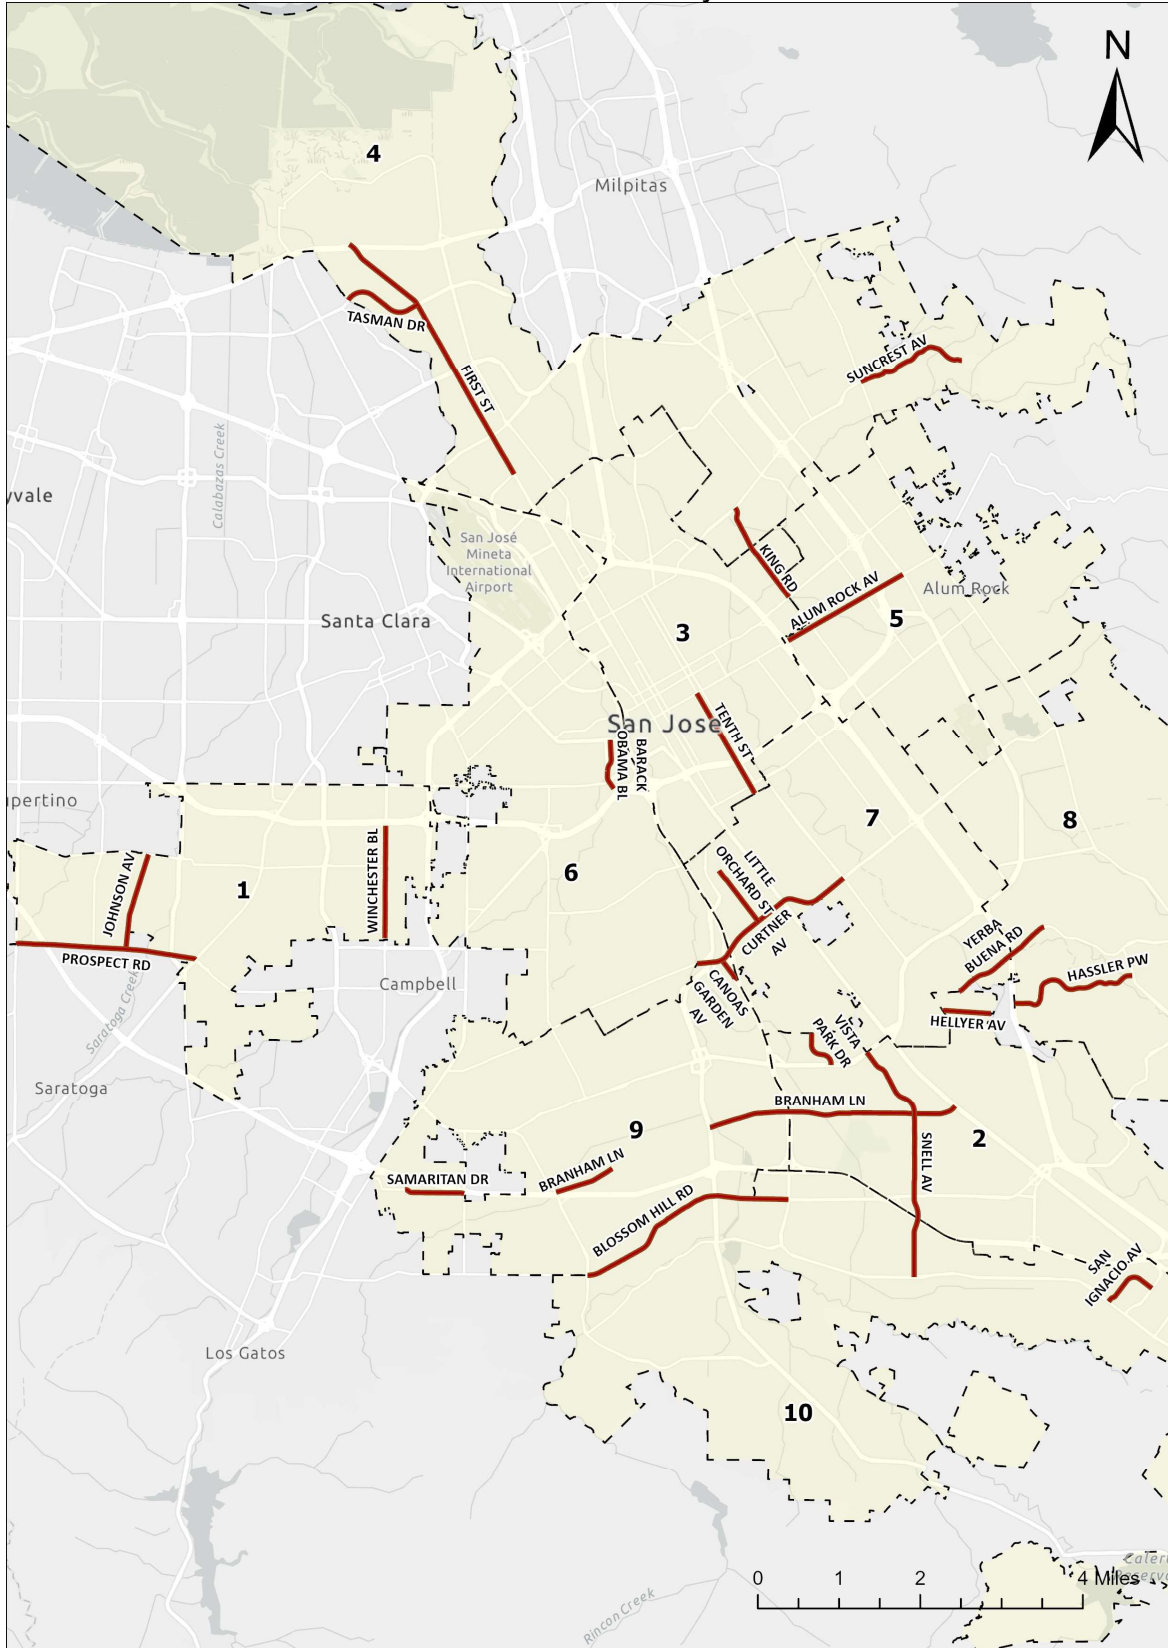 N
4
Milpitas
TASMAN DR
FIRST ST
SUNCREST AV
Calabazas Creek
yvale
San José
Mineta
International
Airport
KING RD
ALUM ROCK AV
Alum Rock
Santa Clara
3
5
San Jose
TENTH ST
BARACK
OBAMA BL
upertino
7
8
WINCHESTER BL
JOHNSON AV
1
6
LITTLE
ORCHARD ST
CURTNER
AV
YERBA
BUENA RD
PROSPECT RD
HASSLER PW
Campbell
CANOAS
GARDEN
AV
Saratoga Creek
HELLYER AV
VISTA
PARK DR
Saratoga
BRANHAM LN
9
2
SNELL AV
SAMARITAN DR
BRANHAM LN
BLOSSOM HILL RD
SAN
IGNACIO AV
Los Gatos
10
0 1 2 4 Miles
Caler
Reserv
Rincon Creek